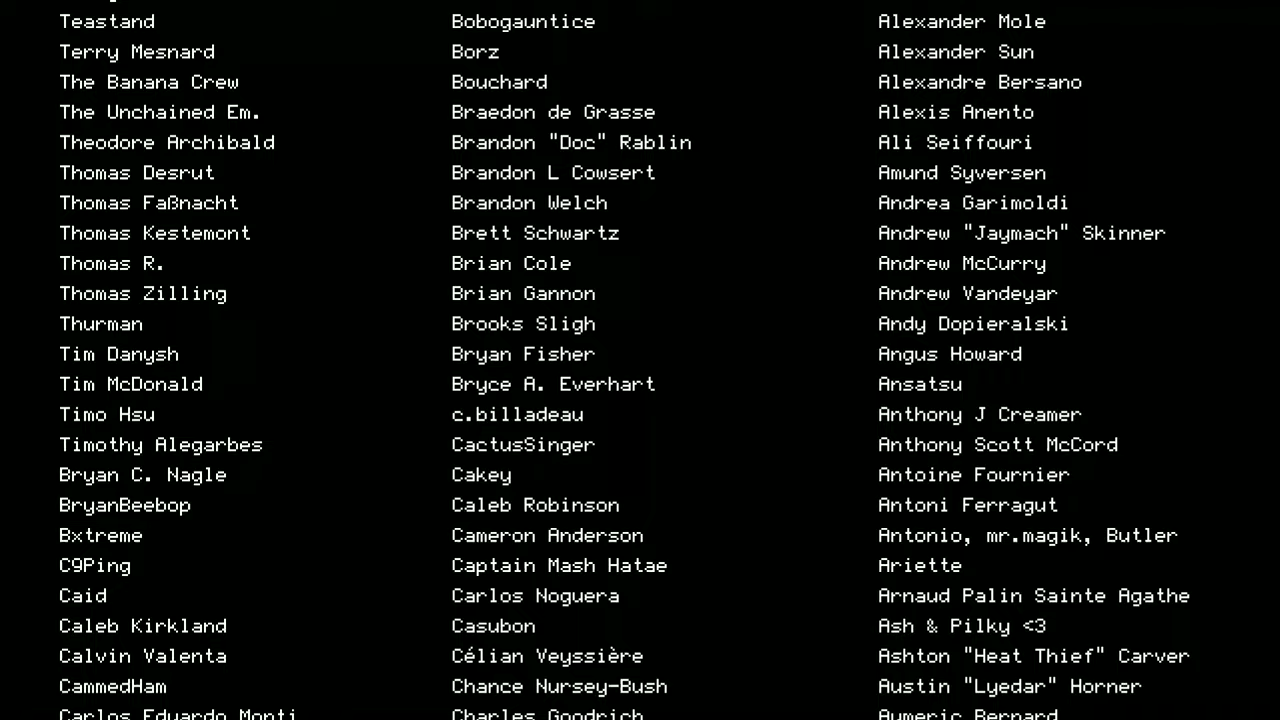 Teastand
Terry Mesnard
The Banana Crew
The Unchained Em.
Theodore Archibald
Thomas Desrut
Thomas Faßnacht
Thomas Kestemont
Thomas R.
Thomas Zilling
Thurman
Tim Danysh
Tim McDonald
Timo Hsu
Timothy Alegarbes
Bryan C. Nagle
BryanBeebop
Bxtreme
C9Ping
Caid
Caleb Kirkland
Calvin Valenta
CammedHam
Carlos Eduardo Monti
Bobogauntice
Borz
Bouchard
Braedon de Grasse
Brandon "Doc" Rablin
Brandon L Cowsert
Brandon Welch
Brett Schwartz
Brian Cole
Brian Gannon
Brooks Sligh
Bryan Fisher
Bryce A. Everhart
c.billadeau
CactusSinger
Cakey
Caleb Robinson
Cameron Anderson
Captain Mash Hatae
Carlos Noguera
Casubon
Célian Veyssière
Chance Nursey-Bush
Charles Goodrich
Alexander Mole
Alexander Sun
Alexandre Bersano
Alexis Anento
Ali Seiffouri
Amund Syversen
Andrea Garimoldi
Andrew "Jaymach" Skinner
Andrew McCurry
Andrew Vandeyar
Andy Dopieralski
Angus Howard
Ansatsu
Anthony J Creamer
Anthony Scott McCord
Antoine Fournier
Antoni Ferragut
Antonio, mr.magik, Butler
Ariette
Arnaud Palin Sainte Agathe
Ash & Pilky <3
Ashton "Heat Thief" Carver
Austin "Lyedar" Horner
Aymeric Bernard